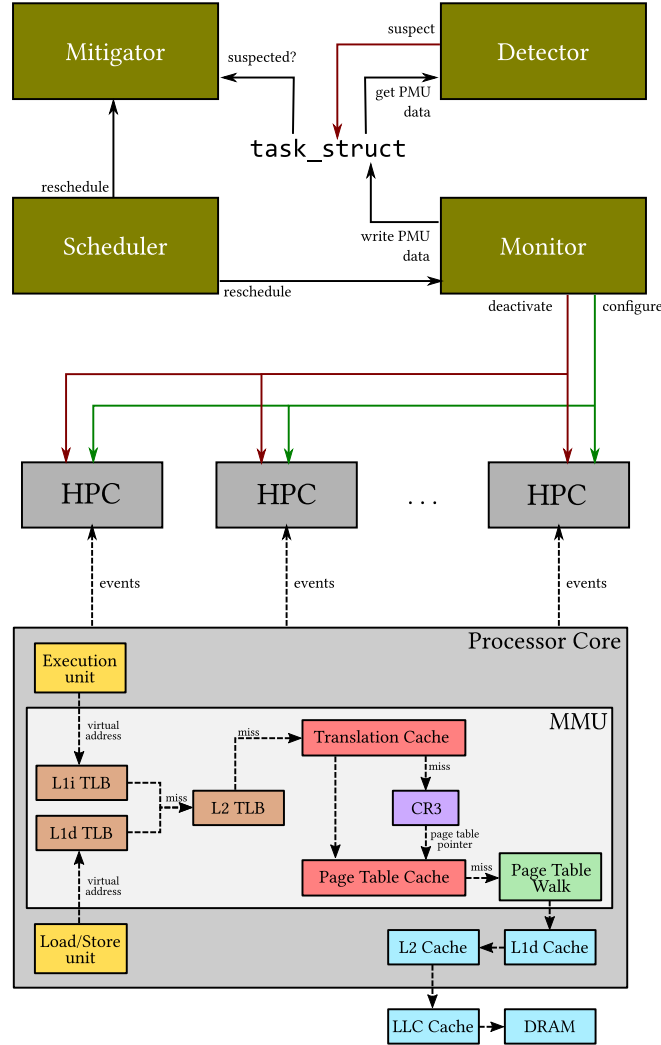 Mitigator
suspect
Detector
suspected?
get PMU
data
task_struct
reschedule
Scheduler
write PMU
data
Monitor
reschedule
deactivate
configure
HPC
HPC
. . .
HPC
events
events
events
Processor Core
Execution
unit
MMU
virtual
address
Translation Cache
miss
miss
L1i TLB
miss
L2 TLB
CR3
L1d TLB
page table
pointer
virtual
address
Page Table Cache
miss
Page Table
Walk
Load/Store
unit
L2 Cache
L1d Cache
LLC Cache
DRAM